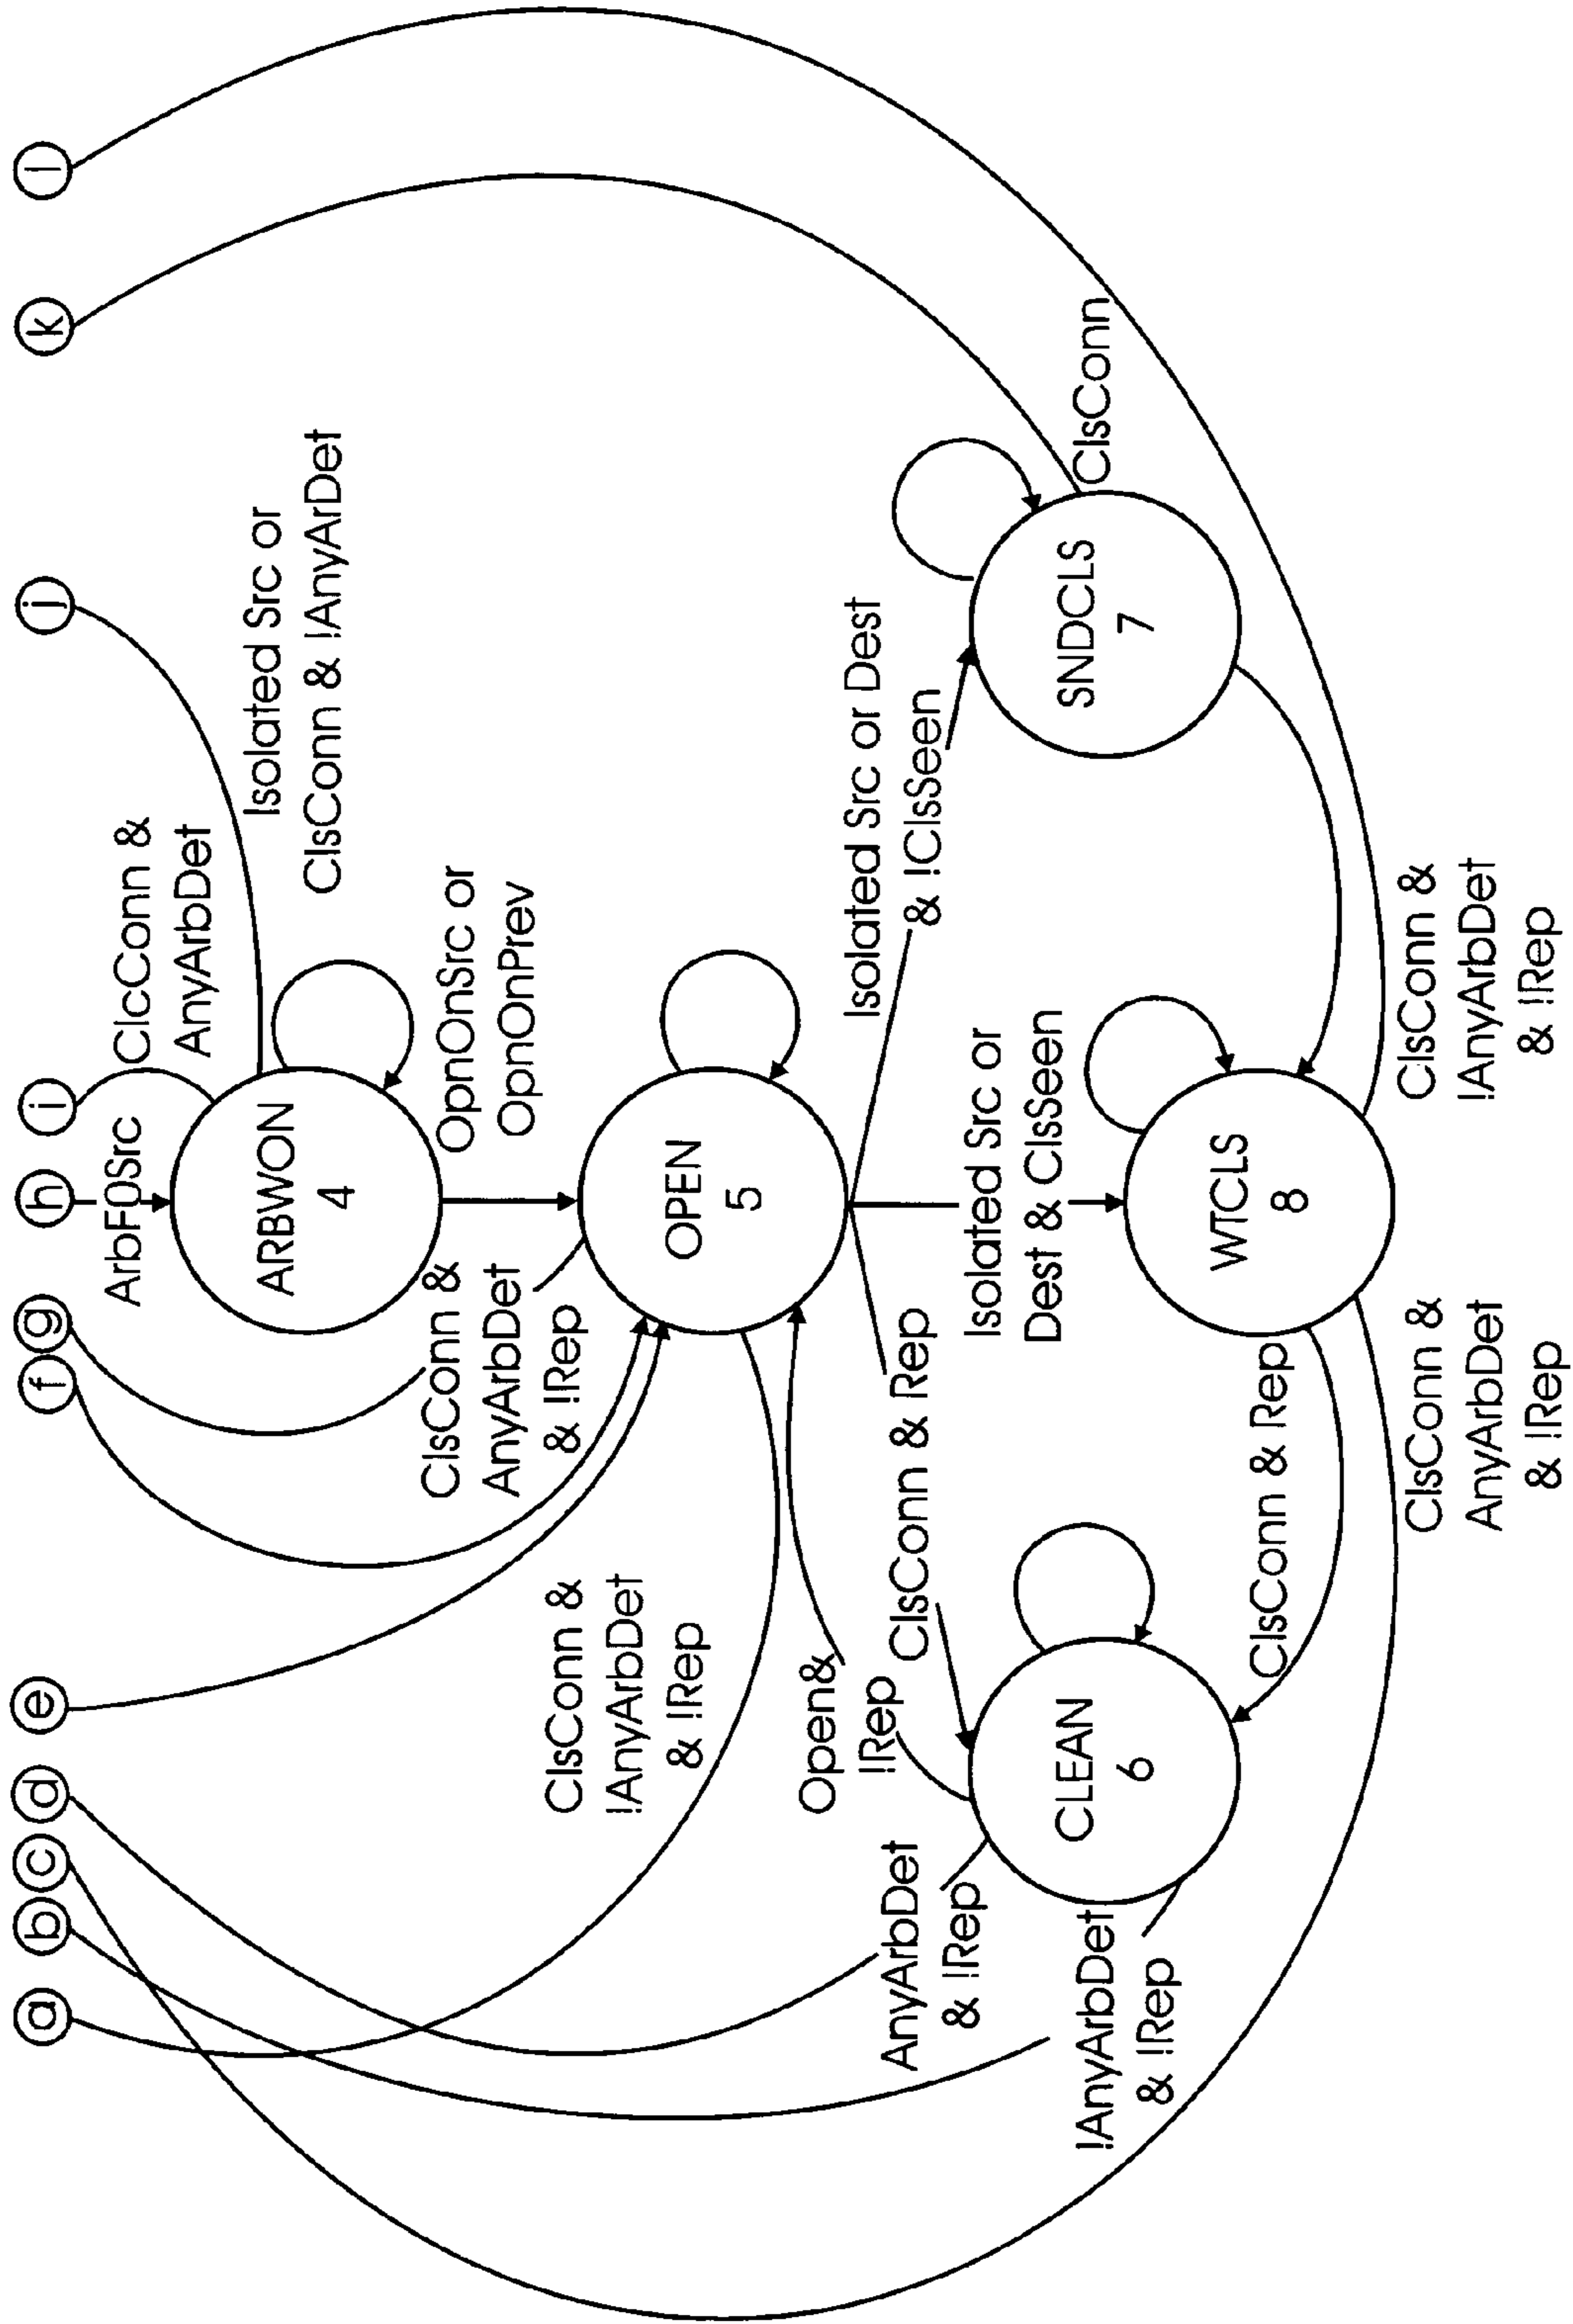 a
b
c
d
e
f
g
h
i
j
k
l
ArbF0Src
ClcConn &
AnyArbDet
Isolated Src or
ClsConn & !AnyArDet
ARBWON
4
OpnOnSrc or
OpnOnPrev
ClsConn &
AnyArbDet
& !Rep
OPEN
5
ClsConn &
!AnyArbDet
& !Rep
Open&
!Rep
ClsConn & Rep
Isolated Src or
Dest & ClsSeen
Isolated Src or Dest
& !ClsSeen
AnyArbDet
& !Rep
!AnyArbDet
& !Rep
CLEAN
6
SNDCLS
7
ClsConn
WTCLS
8
ClsConn & Rep
ClsConn &
AnyArbDet
& !Rep
ClsConn &
!AnyArbDet
& !Rep